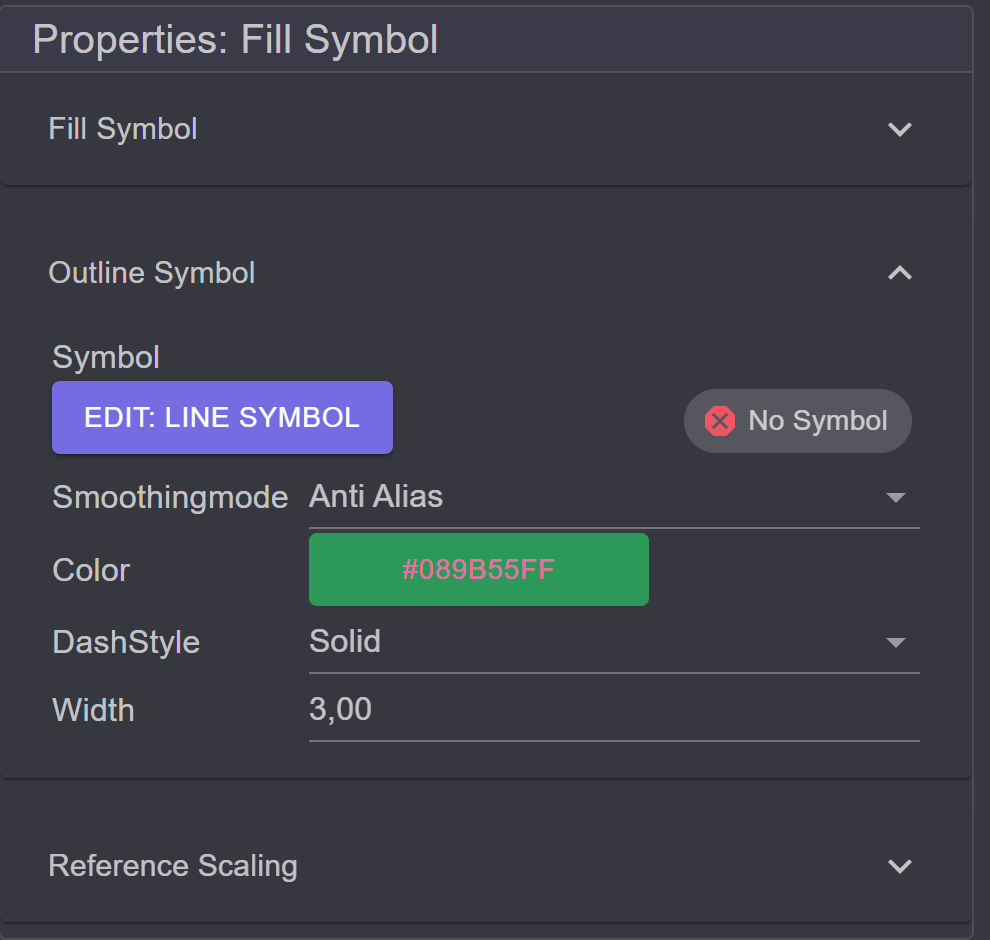 Properties: Fill Symbol
Fill Symbol
Outline Symbol
Symbol
EDIT: LINE SYMBOL
No Symbol
Smoothingmode Anti Alias
Color #089B55FF
DashStyle Solid
Width 3,00
Reference Scaling